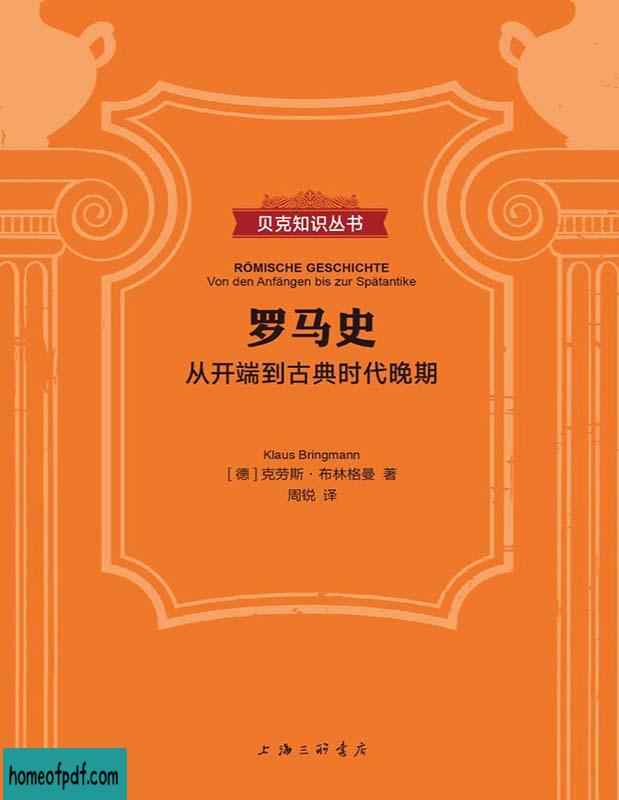 贝克知识丛书
RÖMISCHE GESCHICHTE
Von den Anfängen bis zur Spätantike
罗马史
从开端到古典时代晚期
Klaus Bringmann
[德]克劳斯·布林格曼 著
周锐 译
上海三联书店
homeofpdf.com